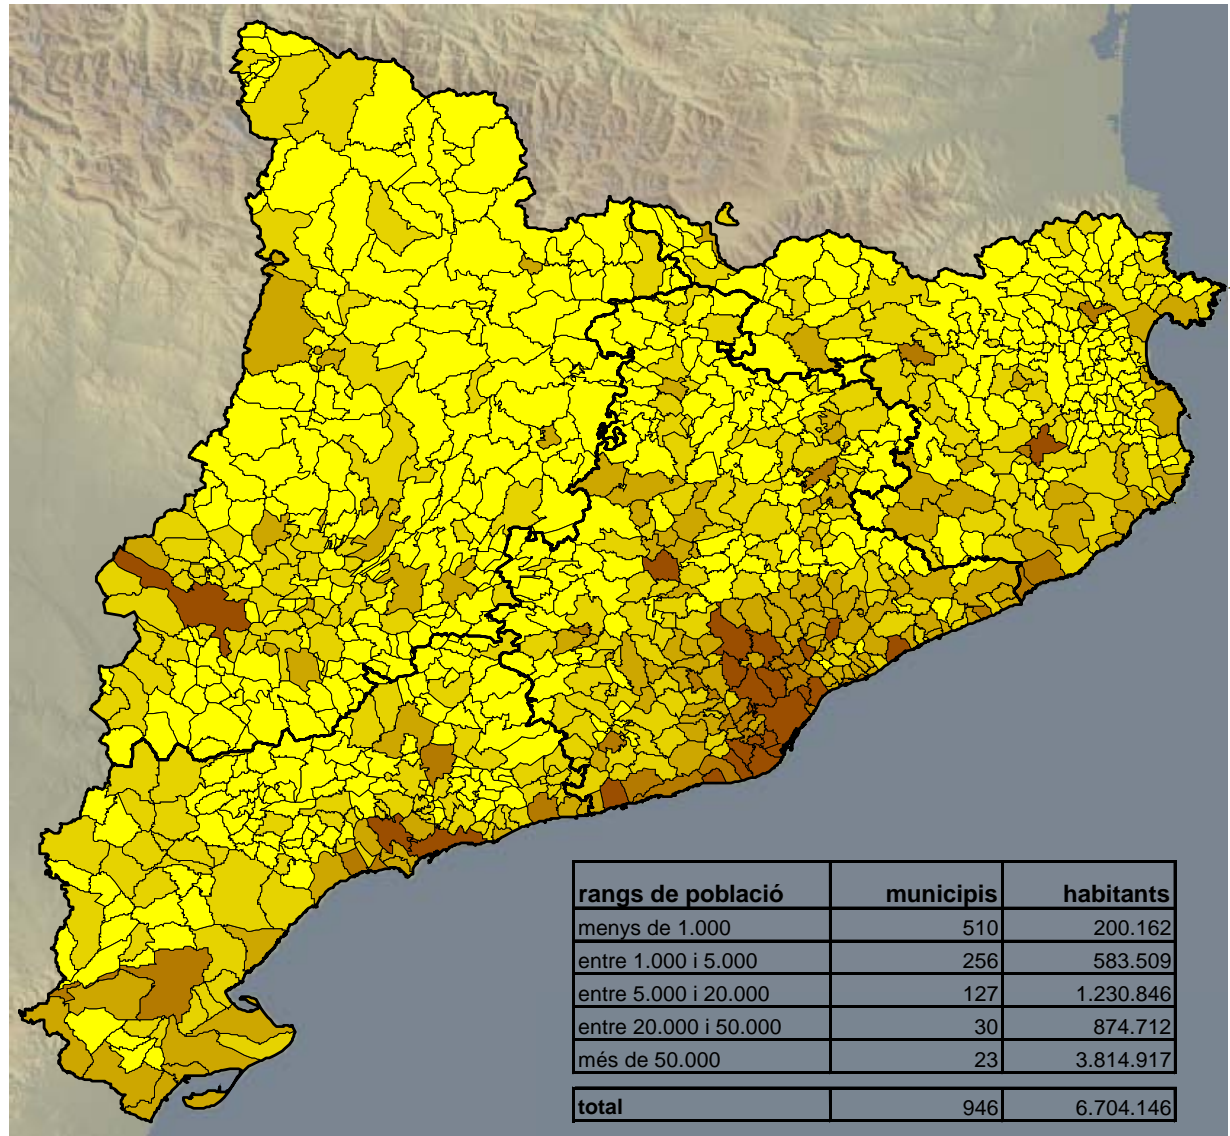 rangs de població municipis habitants
menys de 1.000 510 200.162
entre 1.000 i 5.000 256 583.509
entre 5.000 i 20.000 127 1.230.846
entre 20.000 i 50.000 30 874.712
més de 50.000 23 3.814.917
total 946 6.704.146